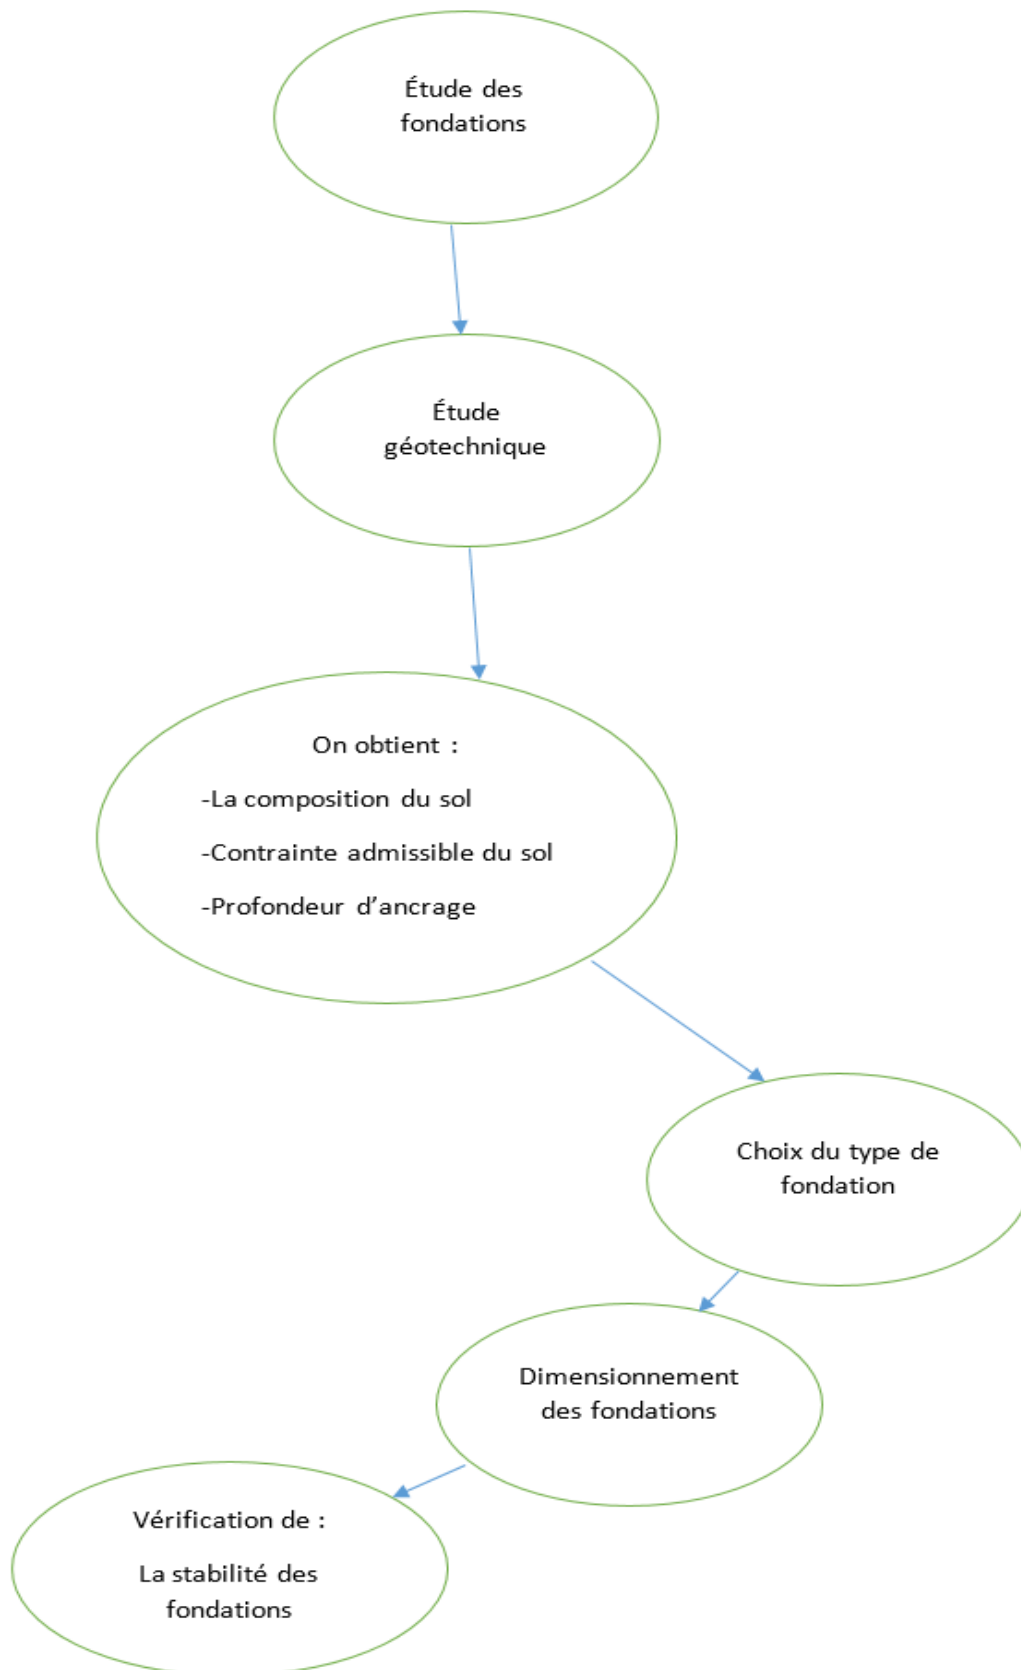 Étude des
fondations
Étude
géotechnique
On obtient :
-La composition du sol
-Contrainte admissible du sol
-Profondeur d’ancrage
Choix du type de
fondation
Dimensionnement
des fondations
Vérification de :
La stabilité des
fondations